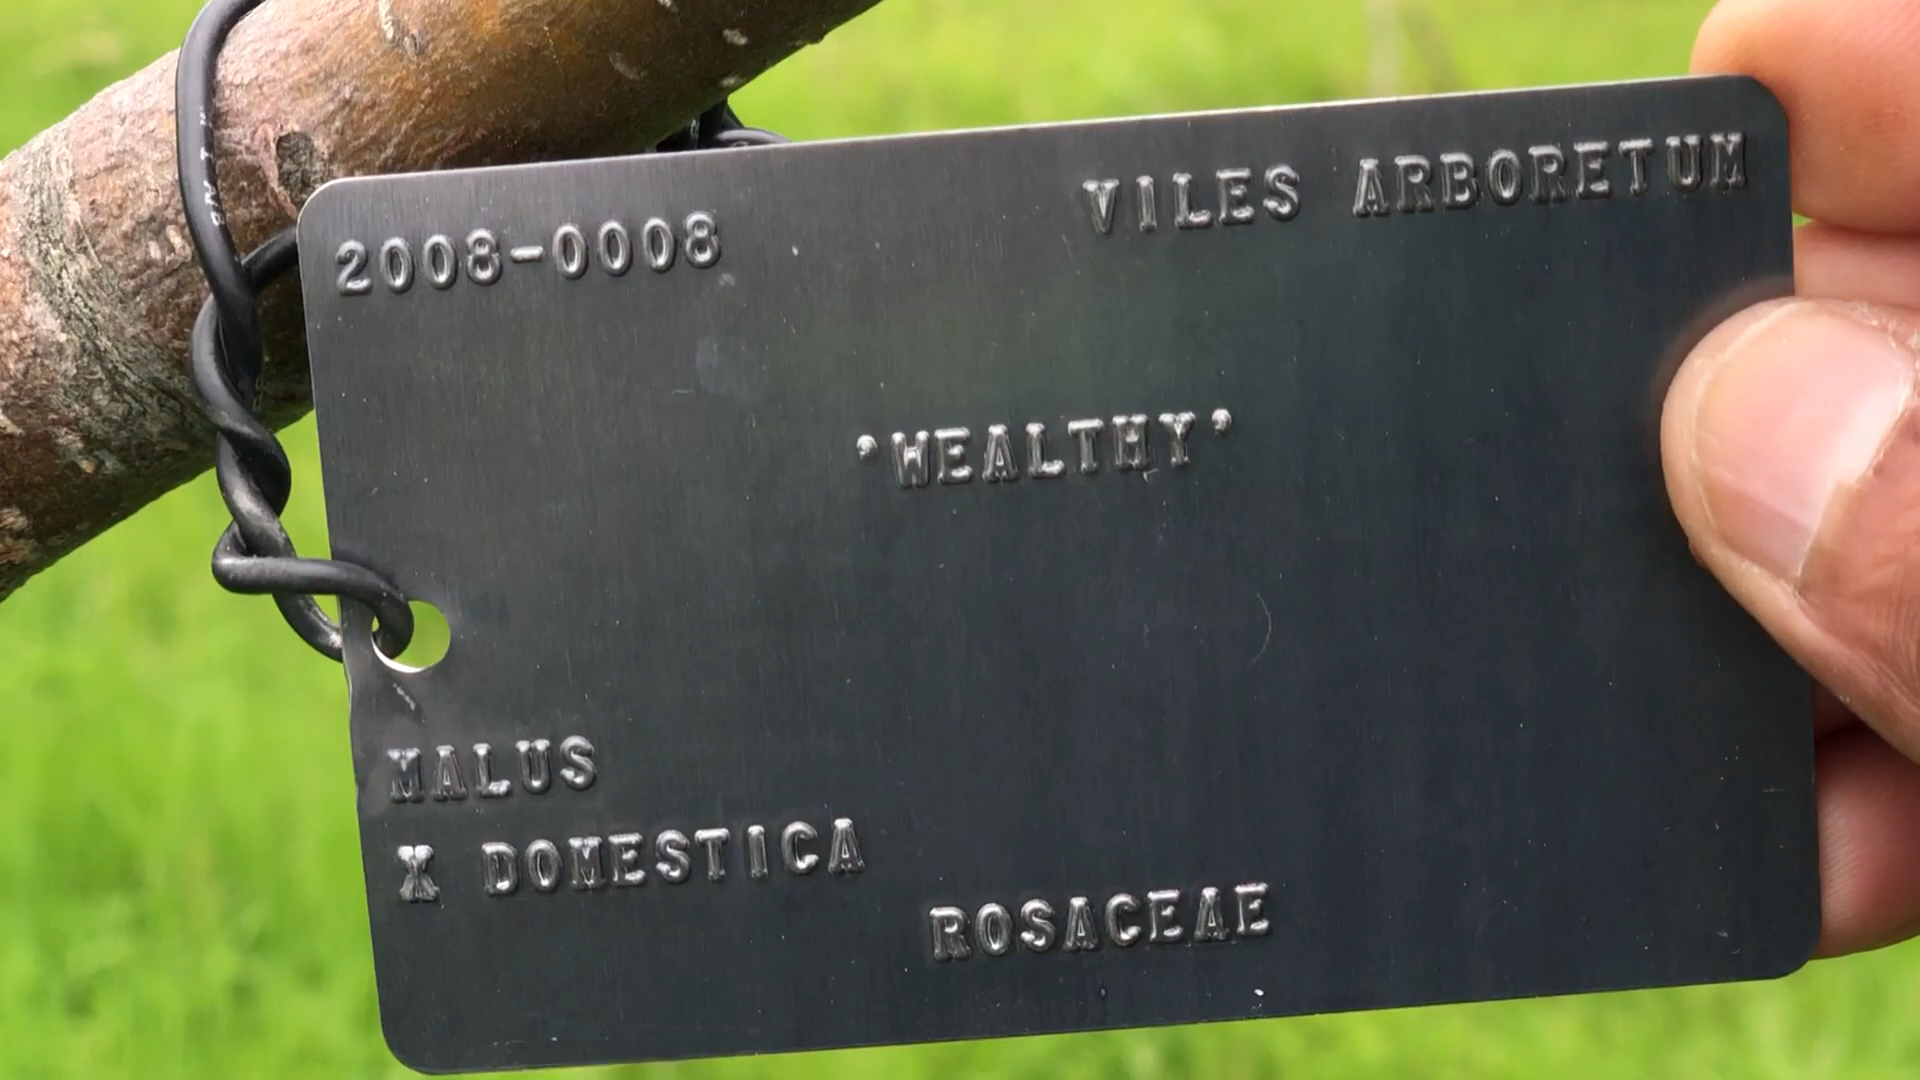 2008-0008 VILES ARBORETUM
'WEALTHY'
MALUS
X DOMESTICA
ROSACEAE